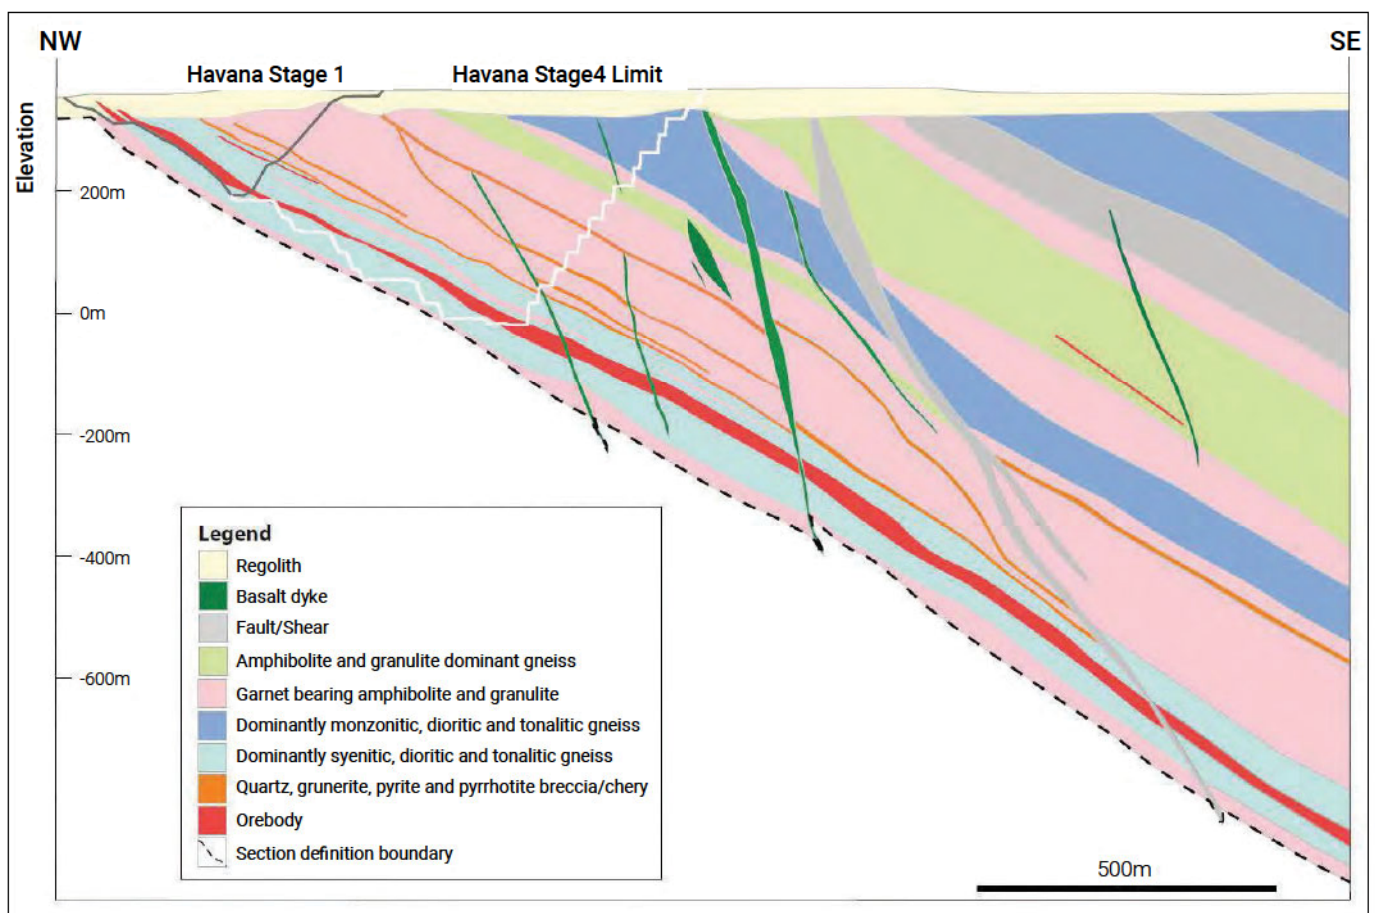 NW
SE
Havana Stage 1
Havana Stage4 Limit
Elevation
200m
0m
-200m
-400m
-600m
Legend
Regolith
Basalt dyke
Fault/Shear
Amphibolite and granulite dominant gneiss
Garnet bearing amphibolite and granulite
Dominantly monzonitic, dioritic and tonalitic gneiss
Dominantly syenitic, dioritic and tonalitic gneiss
Quartz, grunerite, pyrite and pyrrhotite breccia/chery
Orebody
Section definition boundary
500m